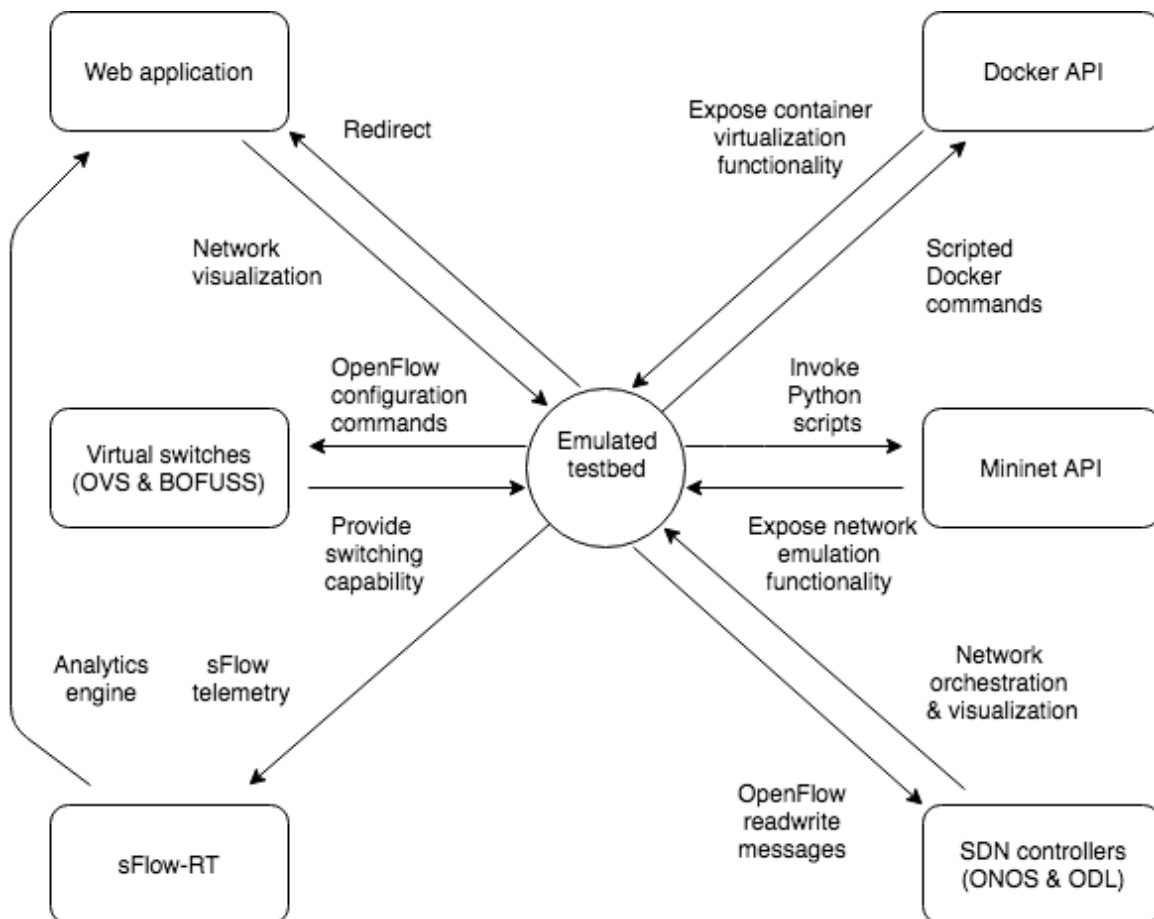 Web application
Docker API
Redirect
Expose container
virtualization
functionality
Network
visualization
Scripted
Docker
commands
OpenFlow
configuration
commands
Invoke
Python
scripts
Virtual switches
(OVS & BOFUSS)
Emulated
testbed
Mininet API
Provide
switching
capability
Expose network
emulation
functionality
Analytics
engine
sFlow
telemetry
Network
orchestration
& visualization
OpenFlow
readwrite
messages
sFlow-RT
SDN controllers
(ONOS & ODL)